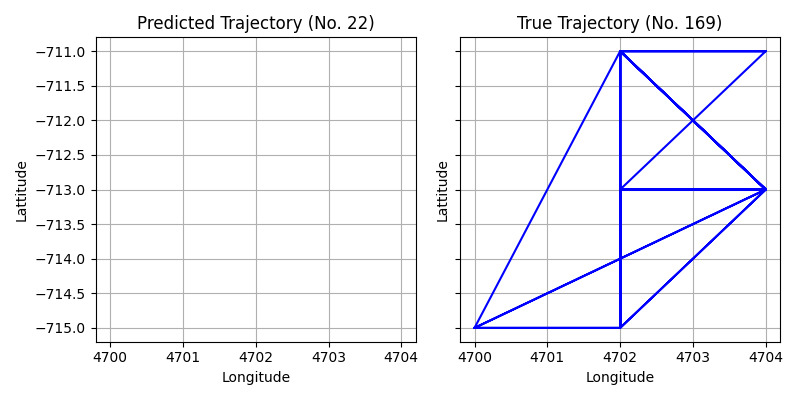 Predicted Trajectory (No. 22)
−711.0
−711.5
−712.0
−712.5
−713.0
−713.5
−714.0
−714.5
−715.0
Lattitude
4700 4701 4702 4703 4704
Longitude
True Trajectory (No. 169)
Lattitude
4700 4701 4702 4703 4704
Longitude